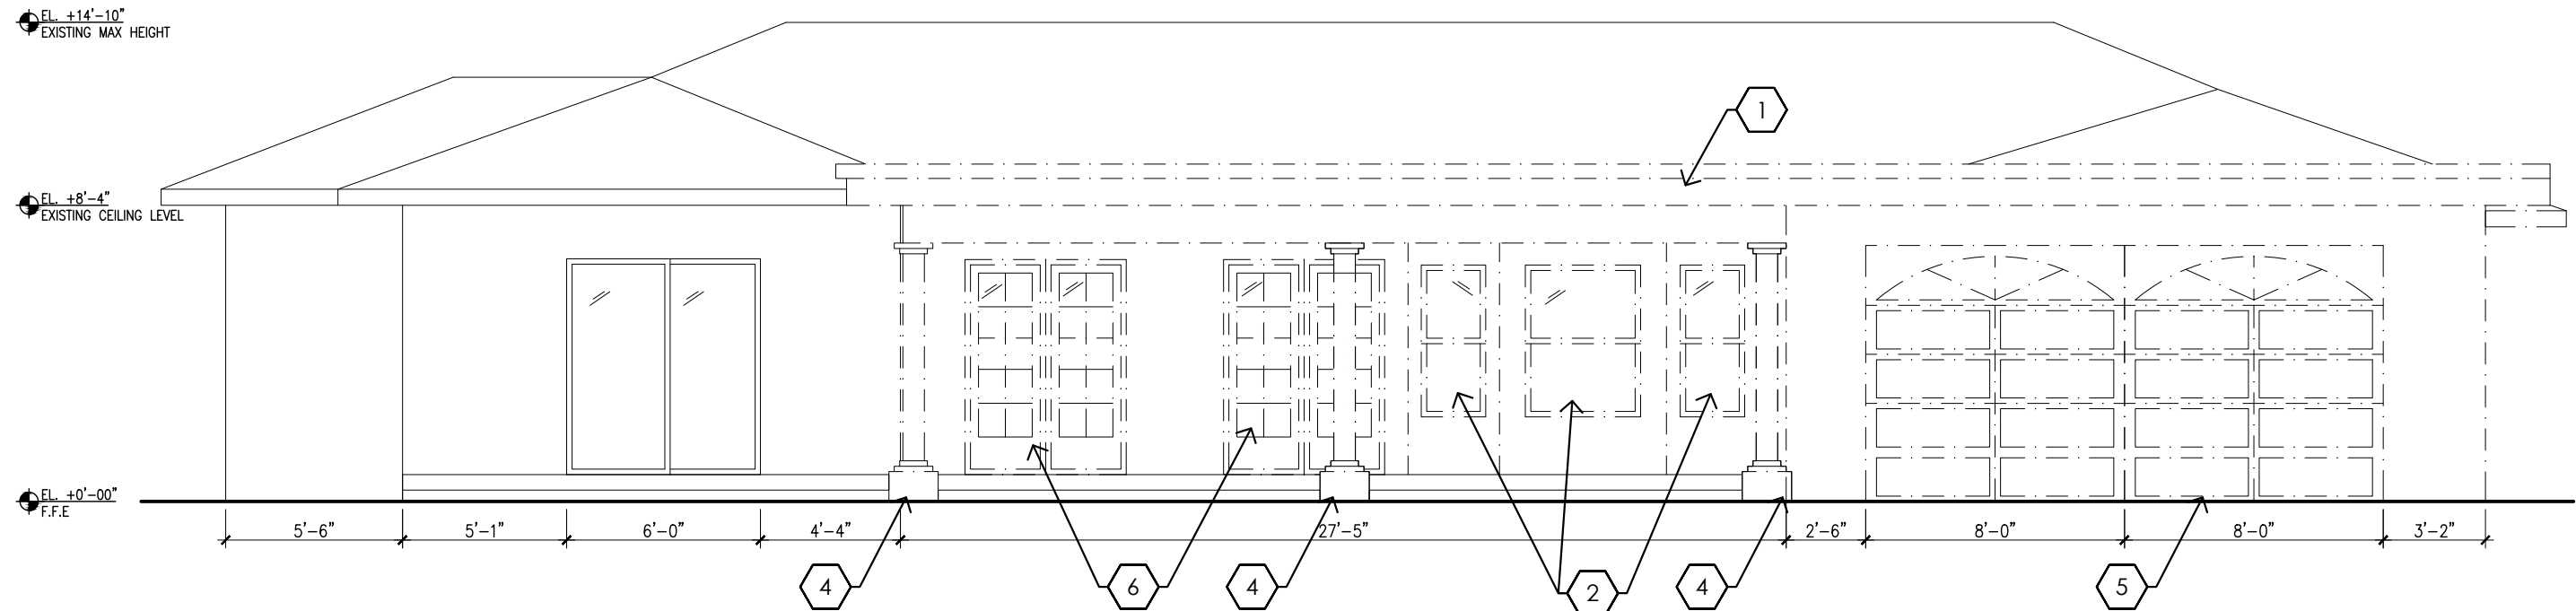 EL. +14'-10"
EXISTING MAX HEIGHT
1
EL. +8'-4"
EXISTING CEILING LEVEL
EL. +0'-00"
F.F.E
5'-6" 5'-1" 6'-0" 4'-4" 27'-5" 2'-6" 8'-0" 8'-0" 3'-2"
4 6 4 2 4 5